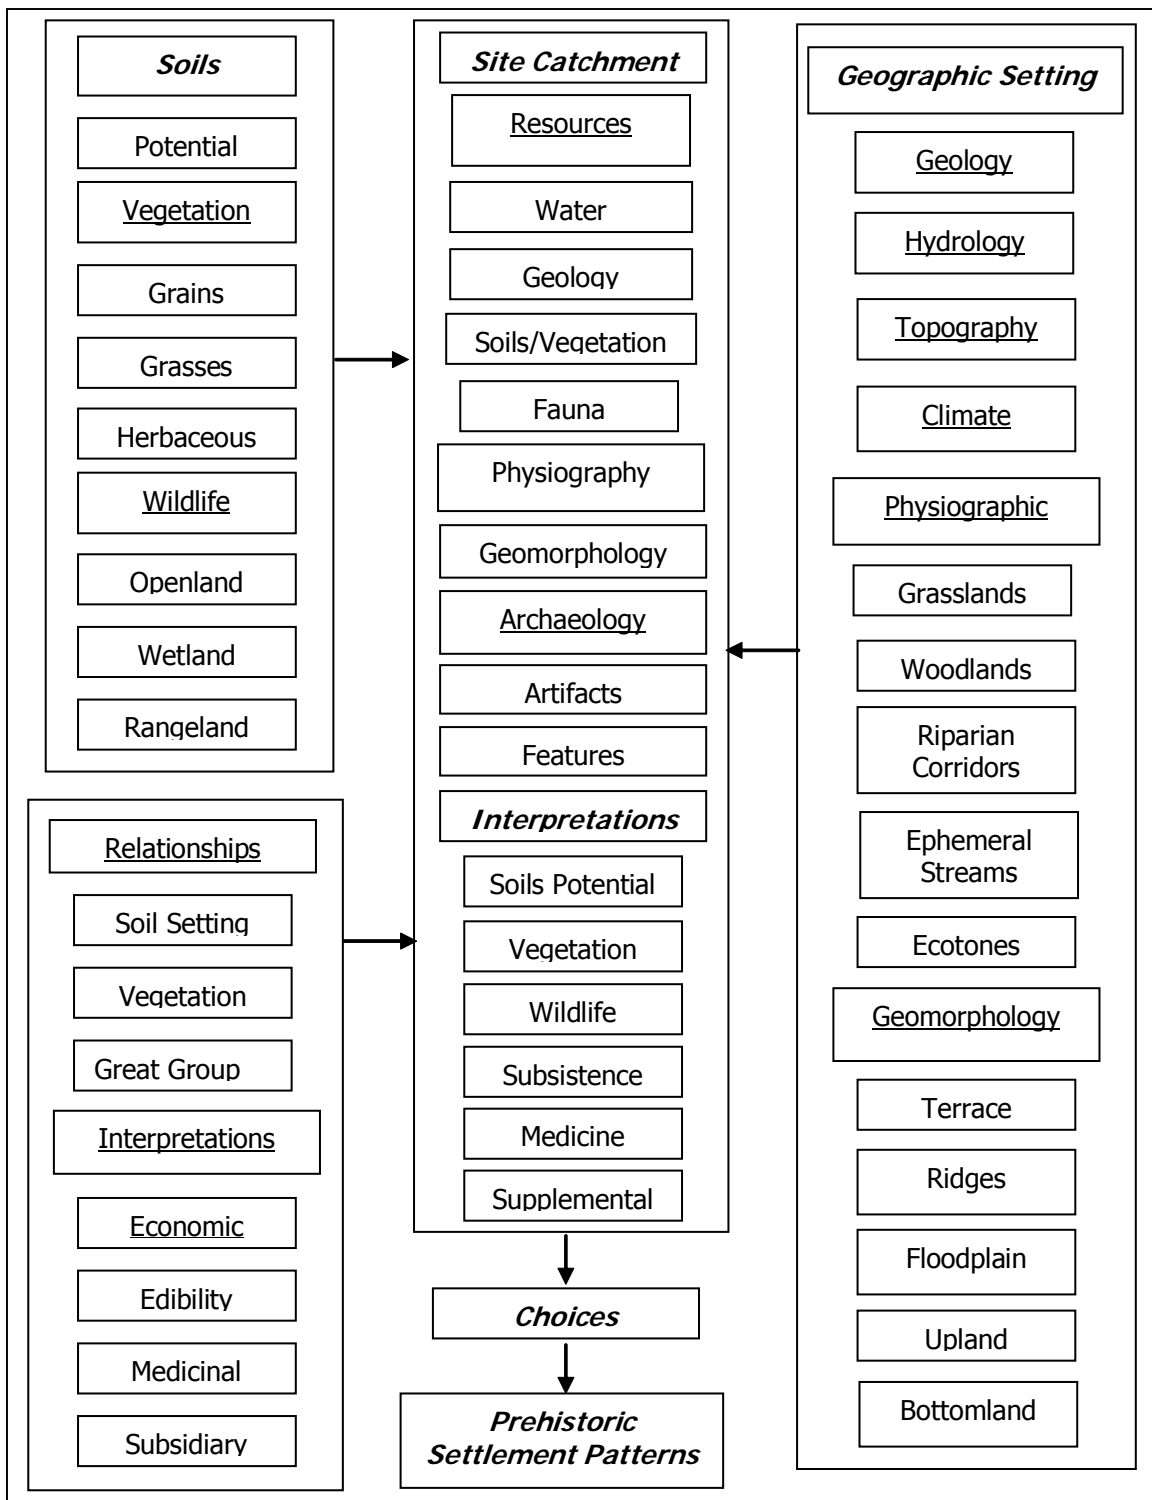 Soils
Potential
Vegetation
Grains
Grasses
Herbaceous
Wildlife
Openland
Wetland
Rangeland
Relationships
Soil Setting
Vegetation
Great Group
Interpretations
Economic
Edibility
Medicinal
Subsidiary
Site Catchment
Resources
Water
Geology
Soils/Vegetation
Fauna
Physiography
Geomorphology
Archaeology
Artifacts
Features
Interpretations
Soils Potential
Vegetation
Wildlife
Subsistence
Medicine
Supplemental
Choices
Prehistoric
Settlement Patterns
Geographic Setting
Geology
Hydrology
Topography
Climate
Physiographic
Grasslands
Woodlands
Riparian
Corridors
Ephemeral
Streams
Ecotones
Geomorphology
Terrace
Ridges
Floodplain
Upland
Bottomland